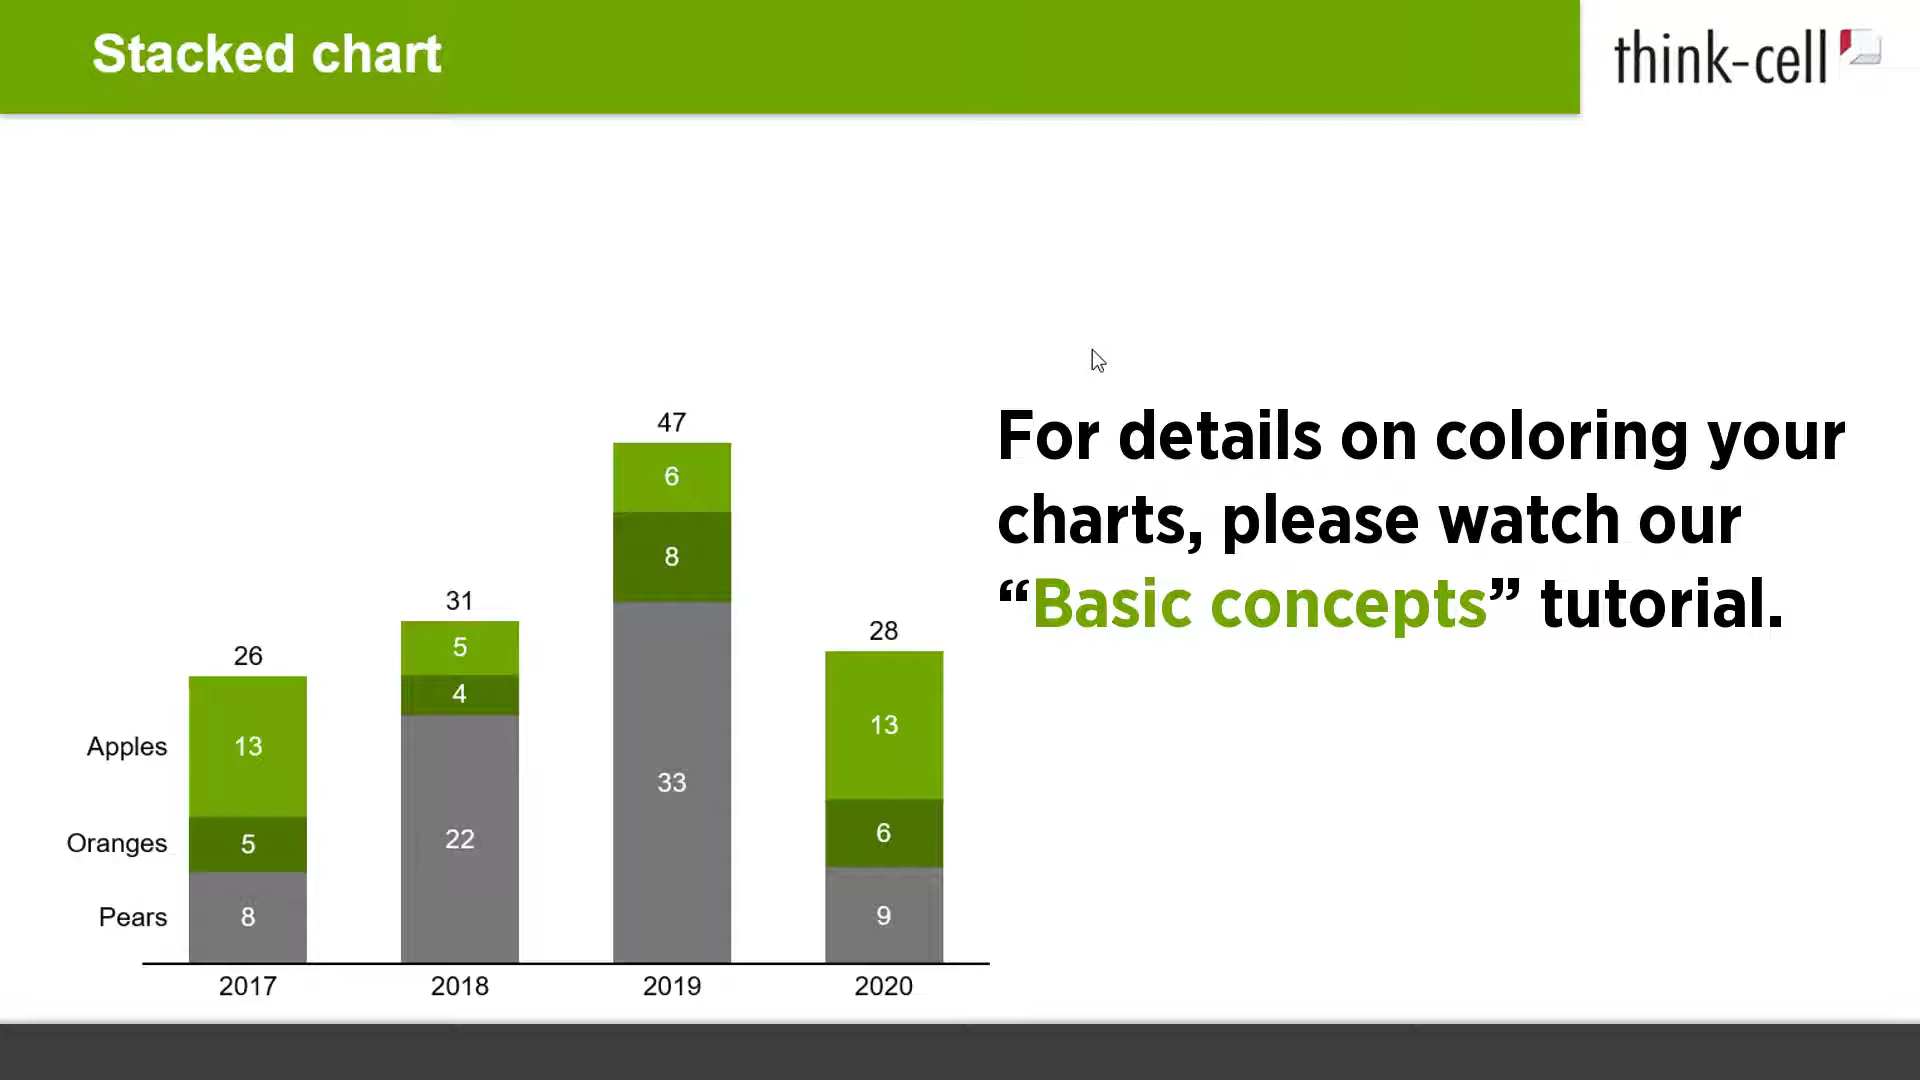 Stacked chart
think-cell
For details on coloring your
charts, please watch our
“Basic concepts” tutorial.
47
6
8
33
31
5
4
22
28
13
6
9
26
Apples 13
Oranges 5
Pears 8
2017 2018 2019 2020